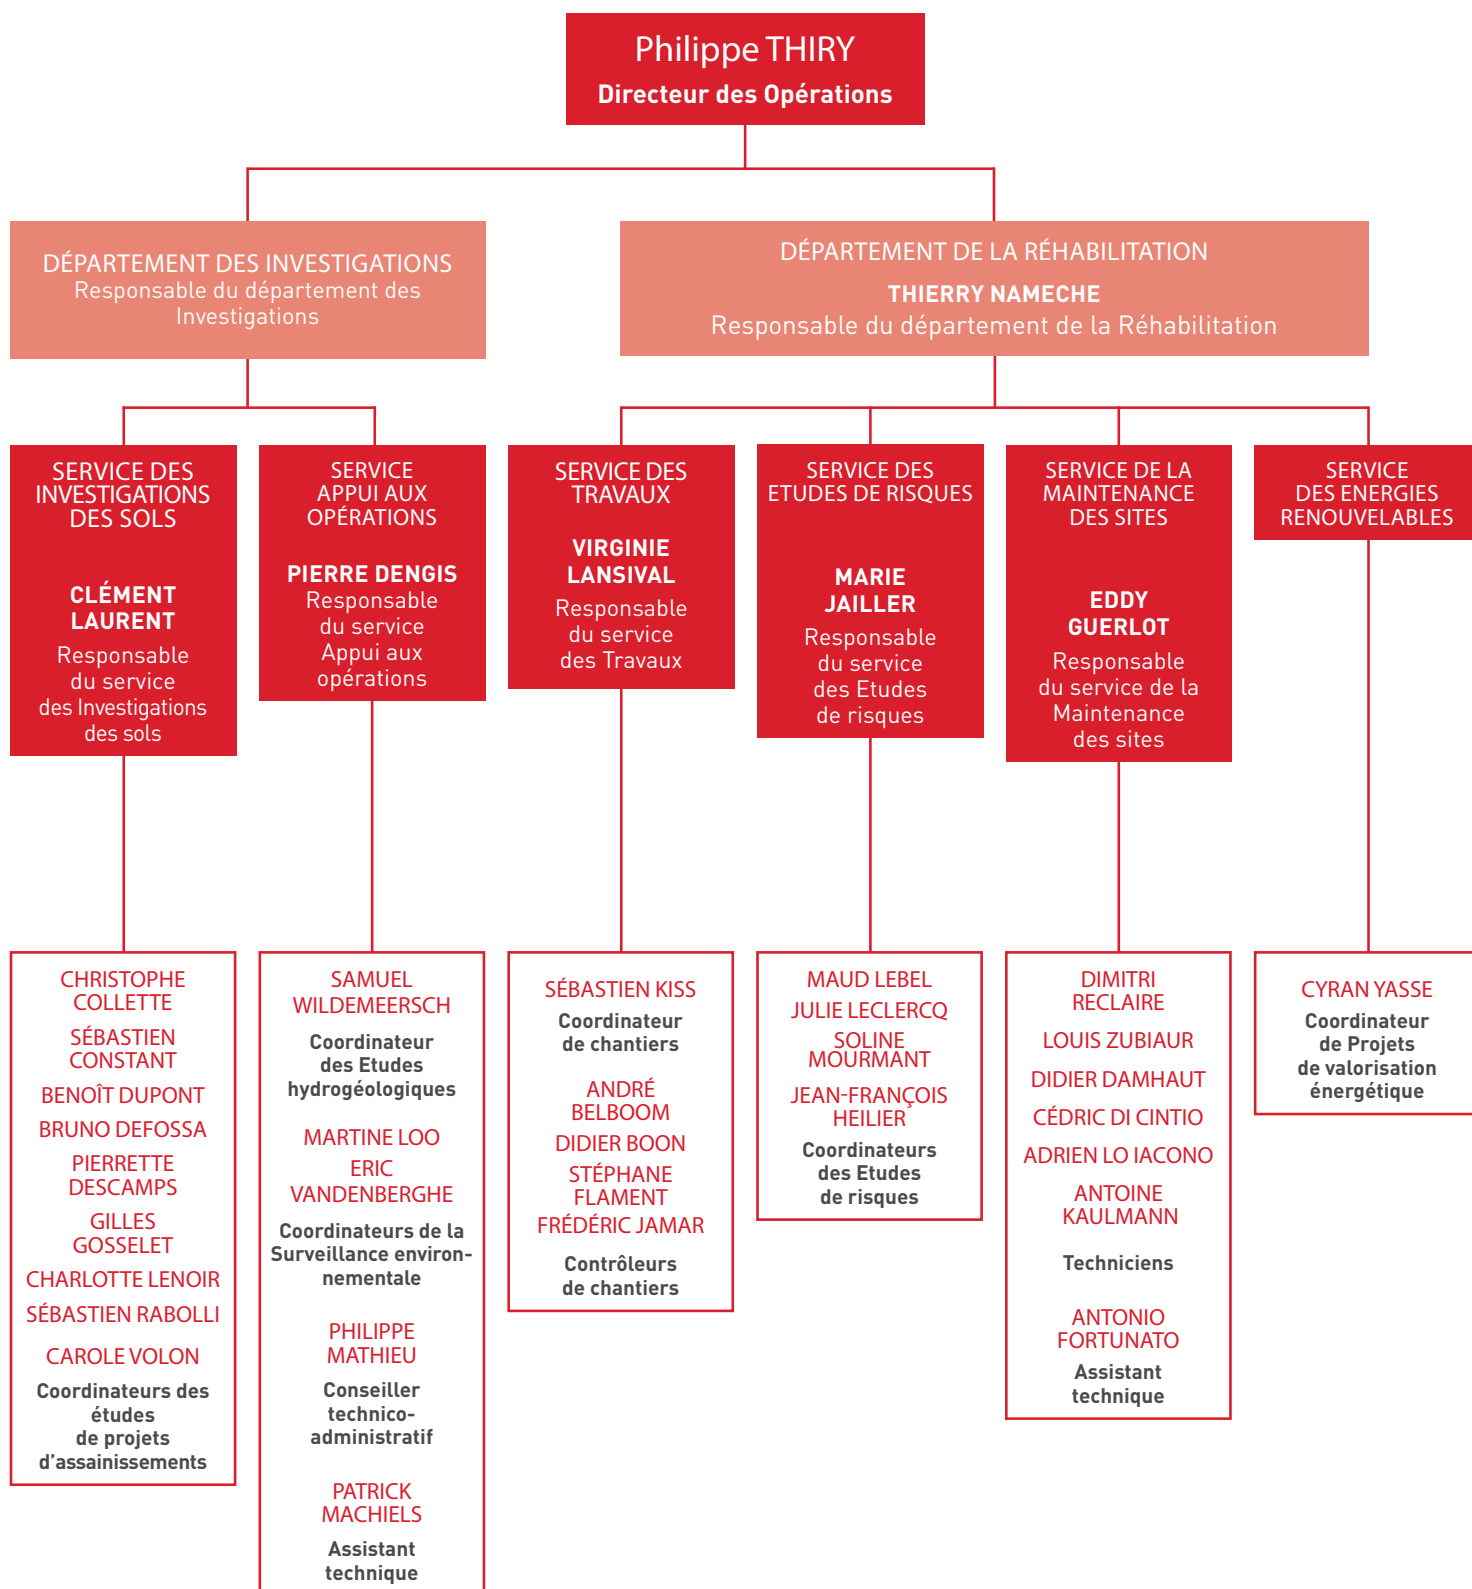 Philippe THIRY
Directeur des Opérations
DÉPARTEMENT DES INVESTIGATIONS
Responsable du département des
Investigations
DÉPARTEMENT DE LA RÉHABILITATION
THIERRY NAMECHE
Responsable du département de la Réhabilitation
SERVICE DES
INVESTIGATIONS
DES SOLS
CLÉMENT
LAURENT
Responsable
du service
des Investigations
des sols
SERVICE
APPUI AUX
OPÉRATIONS
PIERRE DENGIS
Responsable
du service
Appui aux
opérations
SERVICE DES
TRAVAUX
VIRGINIE
LANSIVAL
Responsable
du service
des Travaux
SERVICE DES
ETUDES DE RISQUES
MARIE
JAILLER
Responsable
du service
des Etudes
de risques
SERVICE DE LA
MAINTENANCE
DES SITES
EDDY
GUERLOT
Responsable
du service de la
Maintenance
des sites
SERVICE
DES ENERGIES
RENOUVELABLES
CHRISTOPHE
COLLETTE
SÉBASTIEN
CONSTANT
BENOÎT DUPONT
BRUNO DEFOSSA
PIERRETTE
DESCAMPS
GILLES
GOSSELET
CHARLOTTE LENOIR
SÉBASTIEN RABOLLI
CAROLE VOLON
Coordinateurs des
études
de projets
d'assainissements
SAMUEL
WILDEMEERSCH
Coordinateur
des Etudes
hydrogéologiques
MARTINE LOO
ERIC
VANDENBERGHE
Coordinateurs de la
Surveillance environ-
nementale
PHILIPPE
MATHIEU
Conseiller
technico-
administratif
PATRICK
MACHIELS
Assistant
technique
SÉBASTIEN KISS
Coordinateur
de chantiers
ANDRÉ
BELBOOM
DIDIER BOON
STÉPHANE
FLAMENT
FRÉDÉRIC JAMAR
Contrôleurs
de chantiers
MAUD LEBEL
JULIE LECLERCQ
SOLINE
MOURMANT
JEAN-FRANÇOIS
HEILIER
Coordinateurs
des Etudes
de risques
DIMITRI
RECLAIRE
LOUIS ZUBIAUR
DIDIER DAMHAUT
CÉDRIC DI CINTIO
ADRIEN LO IACONO
ANTOINE
KAULMANN
Techniciens
ANTONIO
FORTUNATO
Assistant
technique
CYRAN YASSE
Coordinateur
de Projets
de valorisation
énergétique